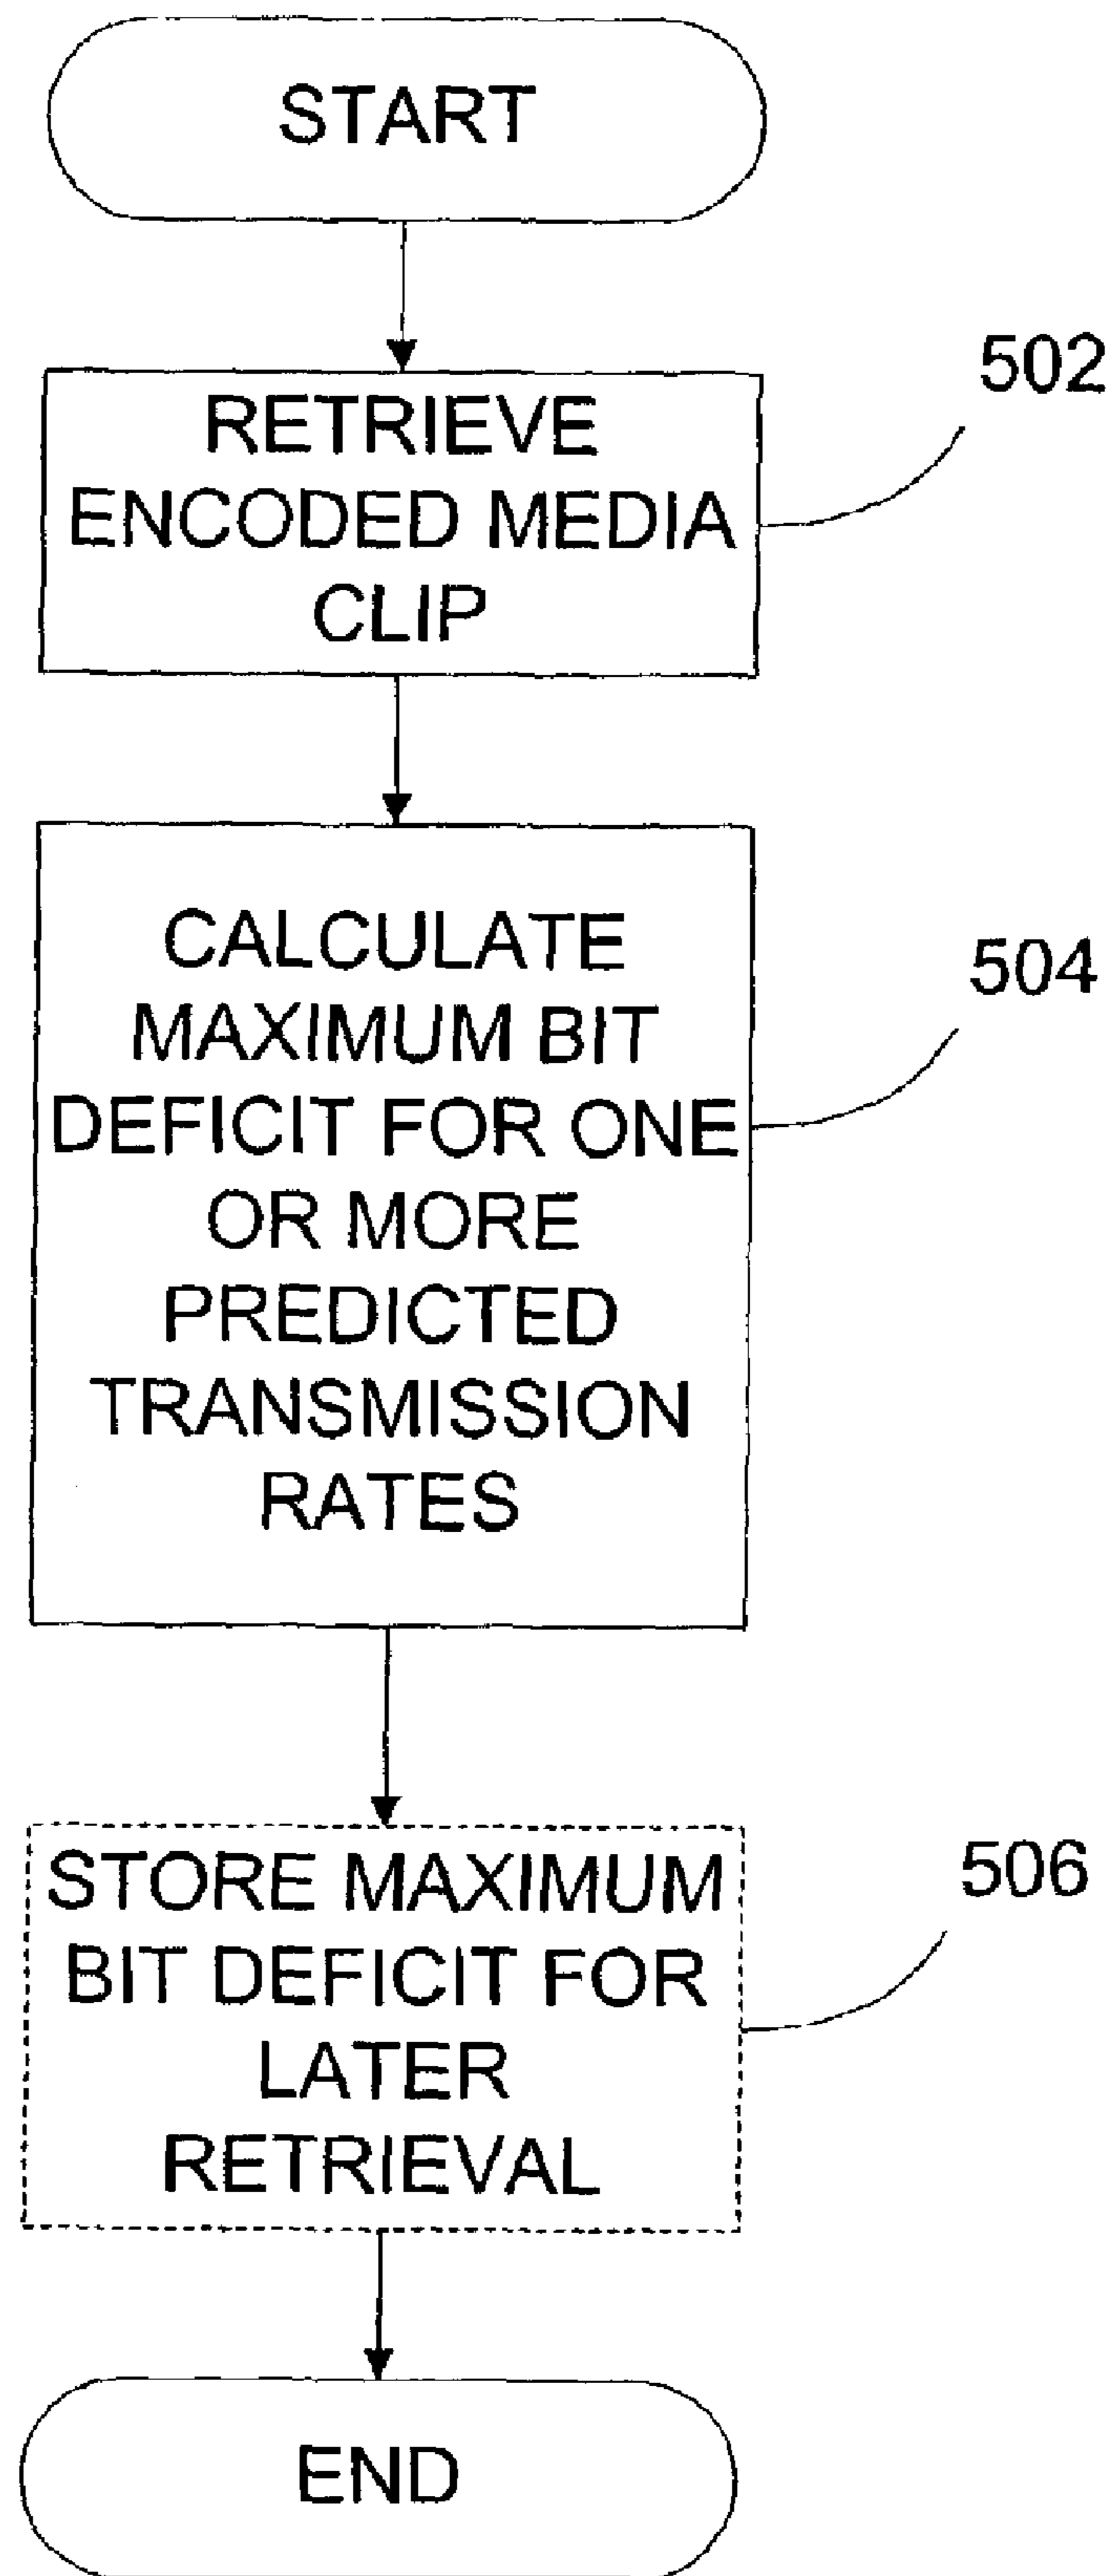 START
502
RETRIEVE
ENCODED MEDIA
CLIP
504
CALCULATE
MAXIMUM BIT
DEFICIT FOR ONE
OR MORE
PREDICTED
TRANSMISSION
RATES
506
STORE MAXIMUM
BIT DEFICIT FOR
LATER
RETRIEVAL
END